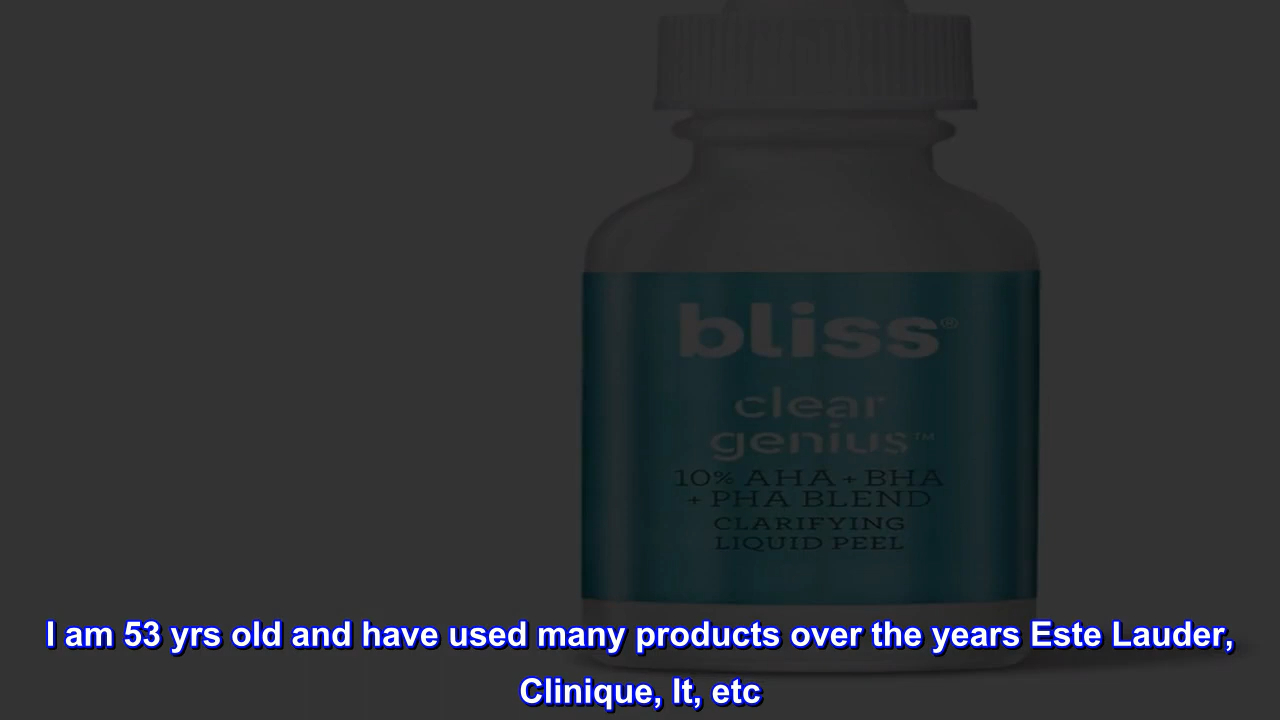 bliss®
clear
genius™
10% AHA + BHA
+ PHA BLEND
CLARIFYING
LIQUID PEEL
I am 53 yrs old and have used many products over the years Este Lauder,
Clinique, It, etc